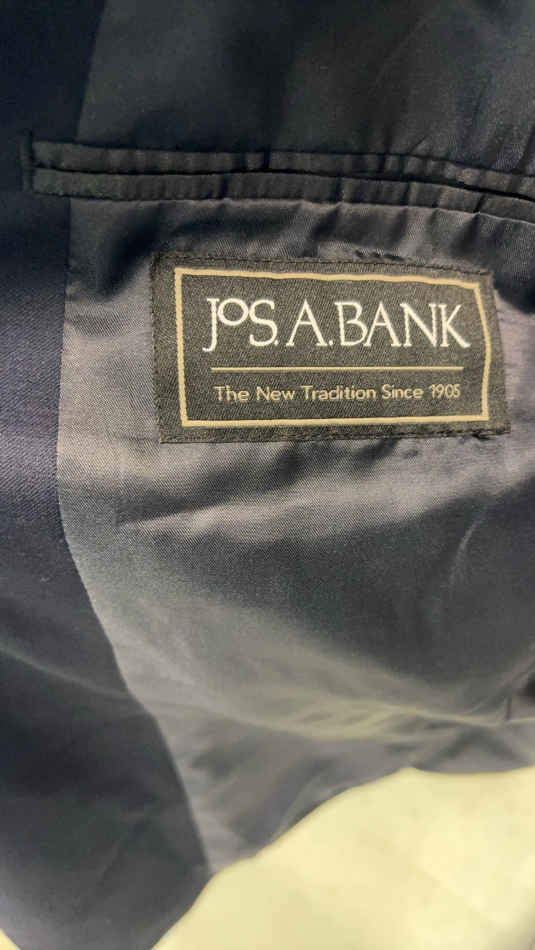 JOS. A. BANK
The New Tradition Since 1905